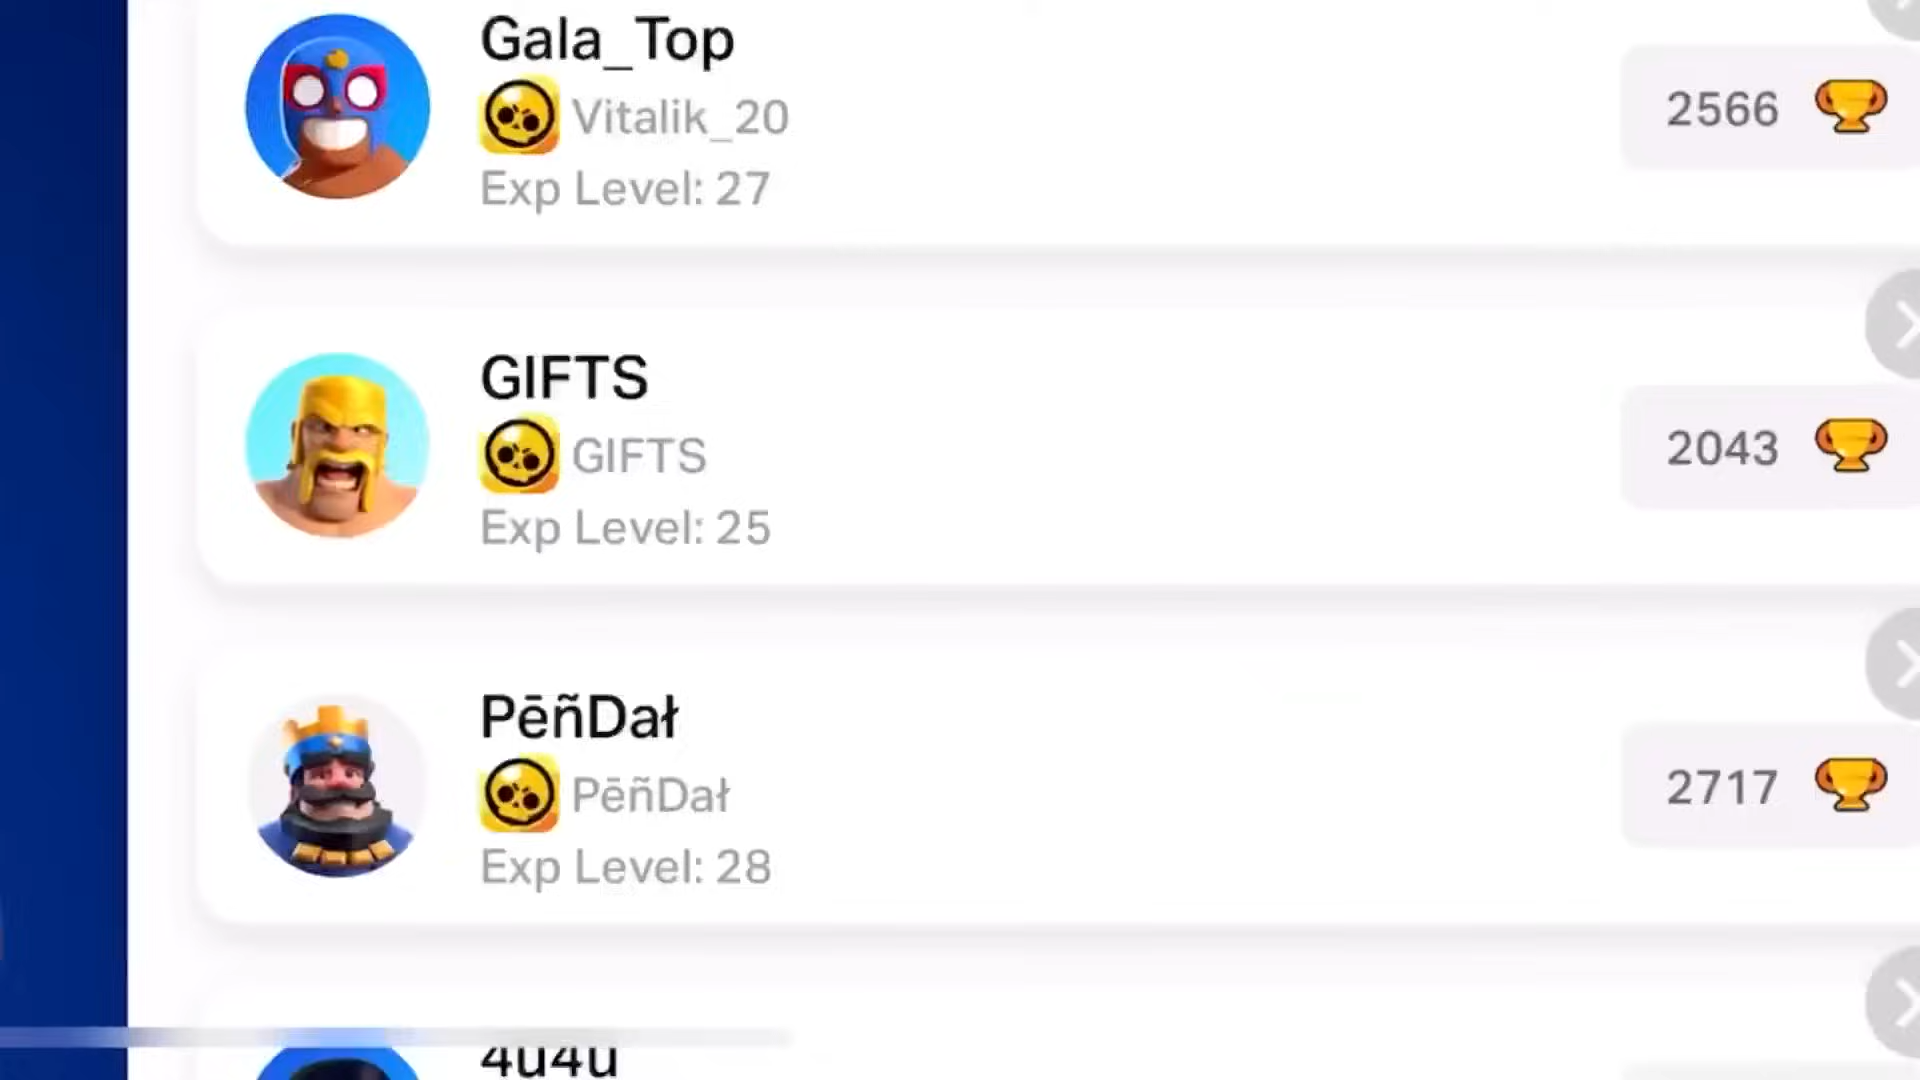 Gala_Top
Vitalik_20
Exp Level: 27
2566
GIFTS
GIFTS
Exp Level: 25
2043
PēñDał
PēñDał
Exp Level: 28
2717
4u4u